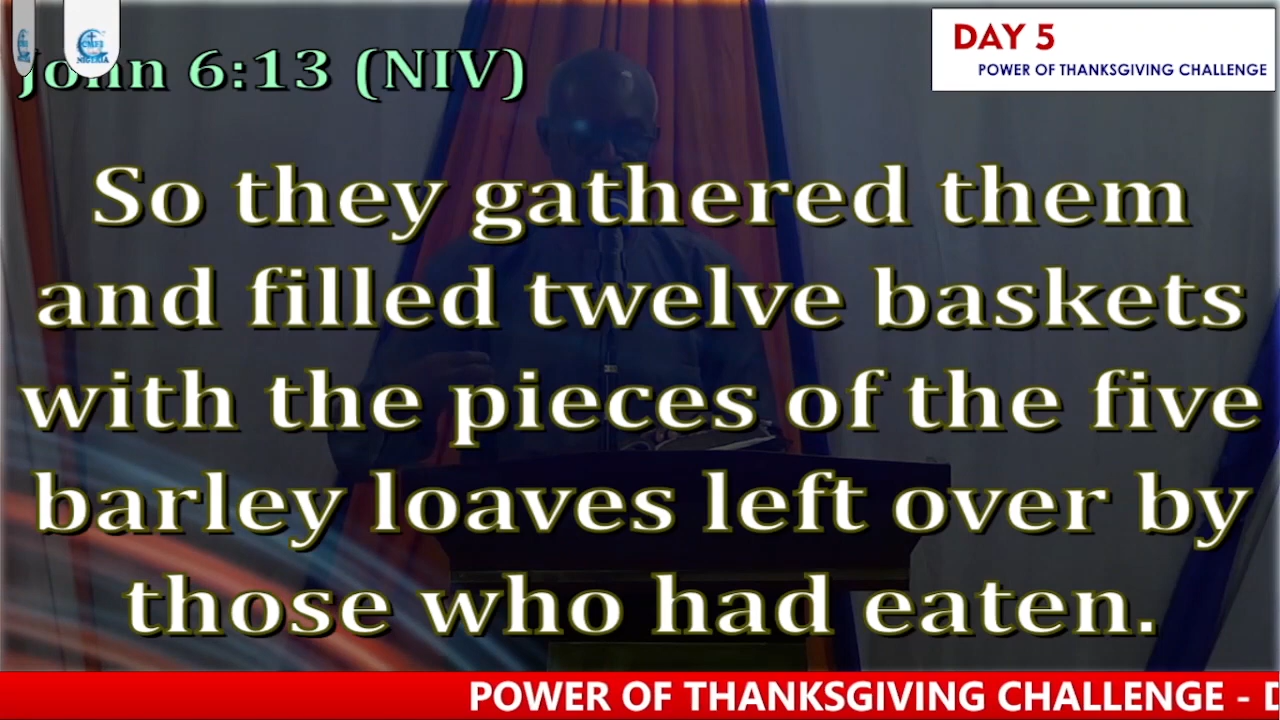 John 6:13 (NIV)
DAY 5
POWER OF THANKSGIVING CHALLENGE
So they gathered them
and filled twelve baskets
with the pieces of the five
barley loaves left over by
those who had eaten.
POWER OF THANKSGIVING CHALLENGE - D